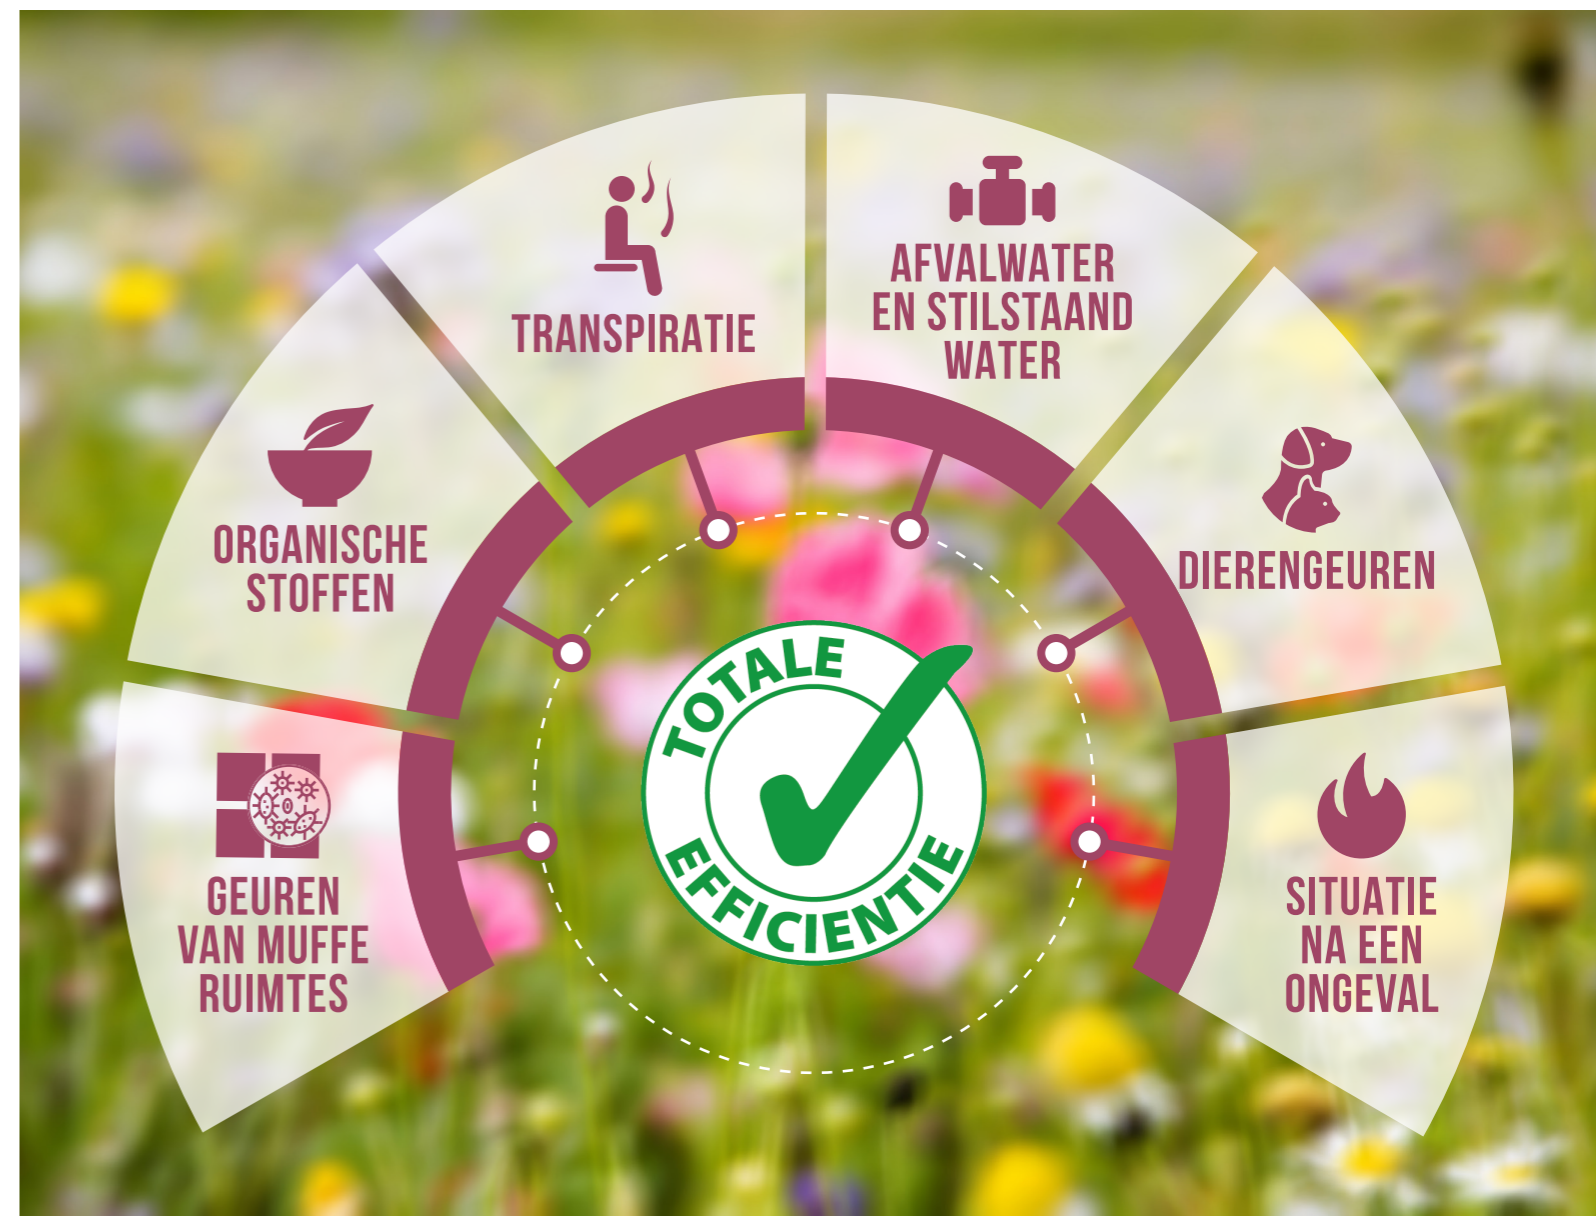 GEUREN
VAN MUFFE
RUIMTES
ORGANISCHE
STOFFEN
TRANSPIRATIE
AFVALWATER
EN STILSTAAND
WATER
DIERENGEUREN
SITUATIE
NA EEN
ONGEVAL
TOTALE
EFFICIENTIE